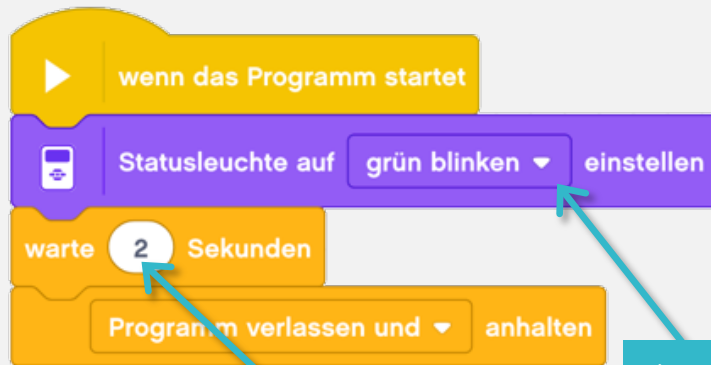 wenn das Programm startet
Statusleuchte auf grün blinken einstellen
warte 2 Sekunden
Programm verlassen und anhalten